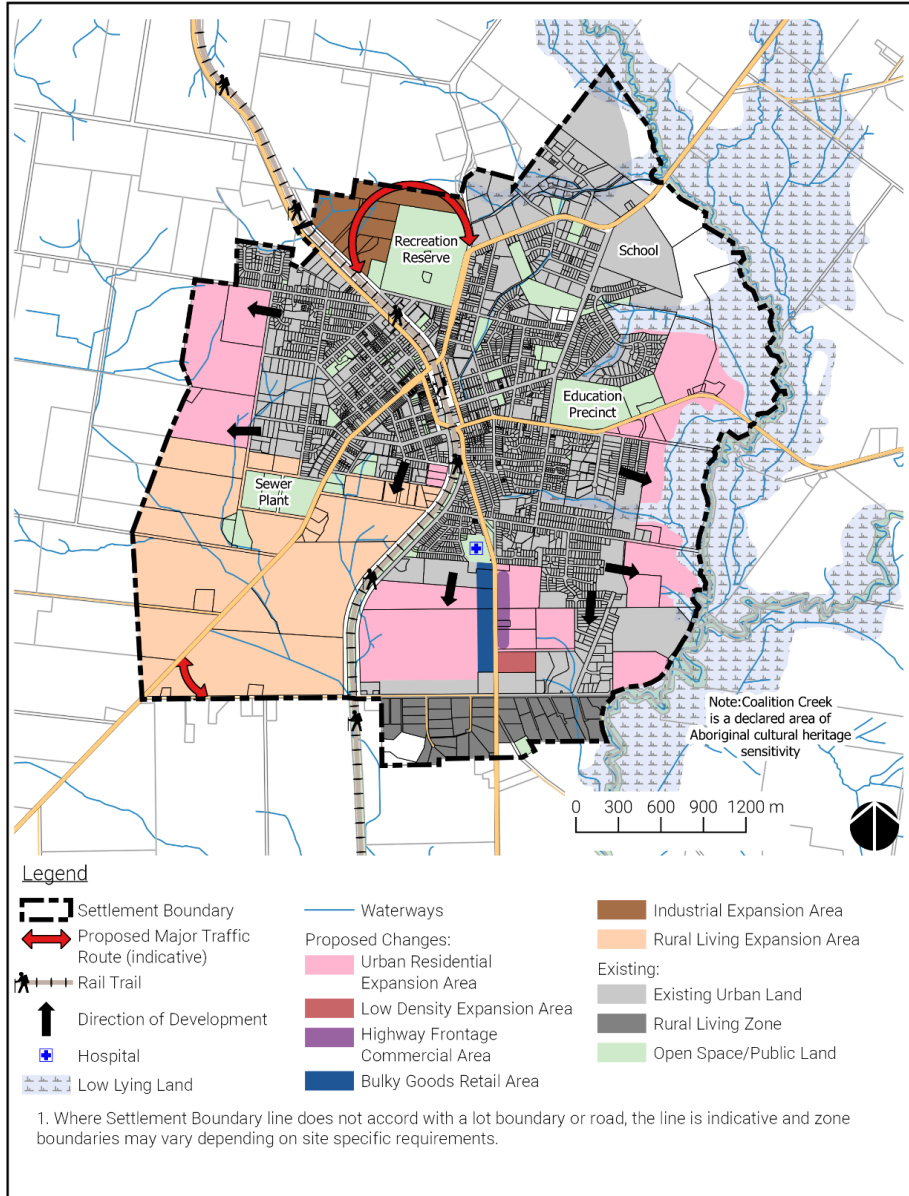 Recreation
Reserve
School
Education
Precinct
Sewer
Plant
Note:Coalition Creek
is a declared area of
Aboriginal cultural heritage
sensitivity
0 300 600 900 1200 m
Legend
Settlement Boundary
Proposed Major Traffic
Route (indicative)
Rail Trail
Direction of Development
Hospital
Low Lying Land
Waterways
Proposed Changes:
Urban Residential
Expansion Area
Low Density Expansion Area
Highway Frontage
Commercial Area
Bulky Goods Retail Area
Industrial Expansion Area
Rural Living Expansion Area
Existing:
Existing Urban Land
Rural Living Zone
Open Space/Public Land
1. Where Settlement Boundary line does not accord with a lot boundary or road, the line is indicative and zone
boundaries may vary depending on site specific requirements.